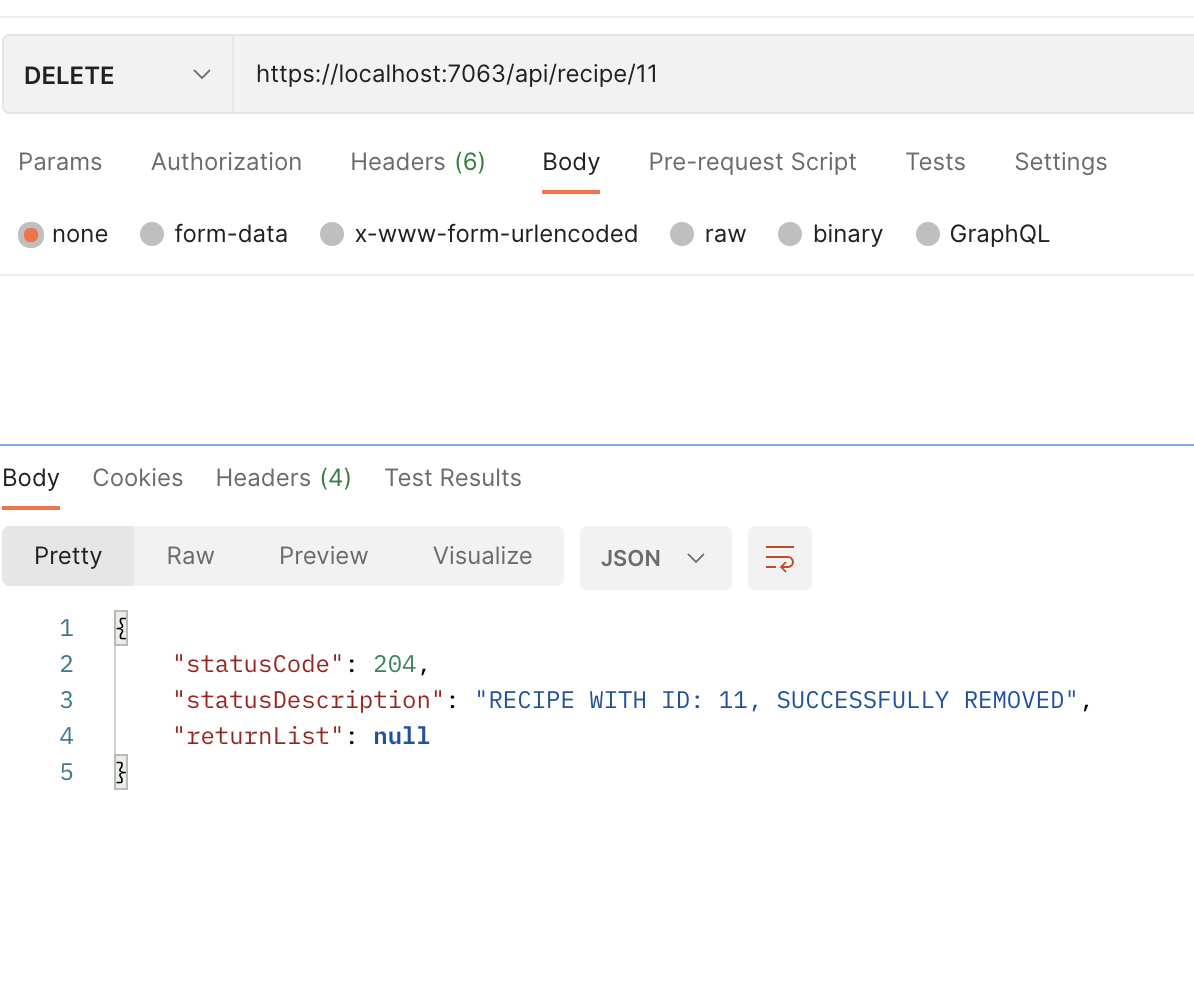 DELETE https://localhost:7063/api/recipe/11
Params Authorization Headers (6) Body Pre-request Script Tests Settings
none form-data x-www-form-urlencoded raw binary GraphQL
Body Cookies Headers (4) Test Results
Pretty Raw Preview Visualize JSON
1 {
2 "statusCode": 204,
3 "statusDescription": "RECIPE WITH ID: 11, SUCCESSFULLY REMOVED",
4 "returnList": null
5 }